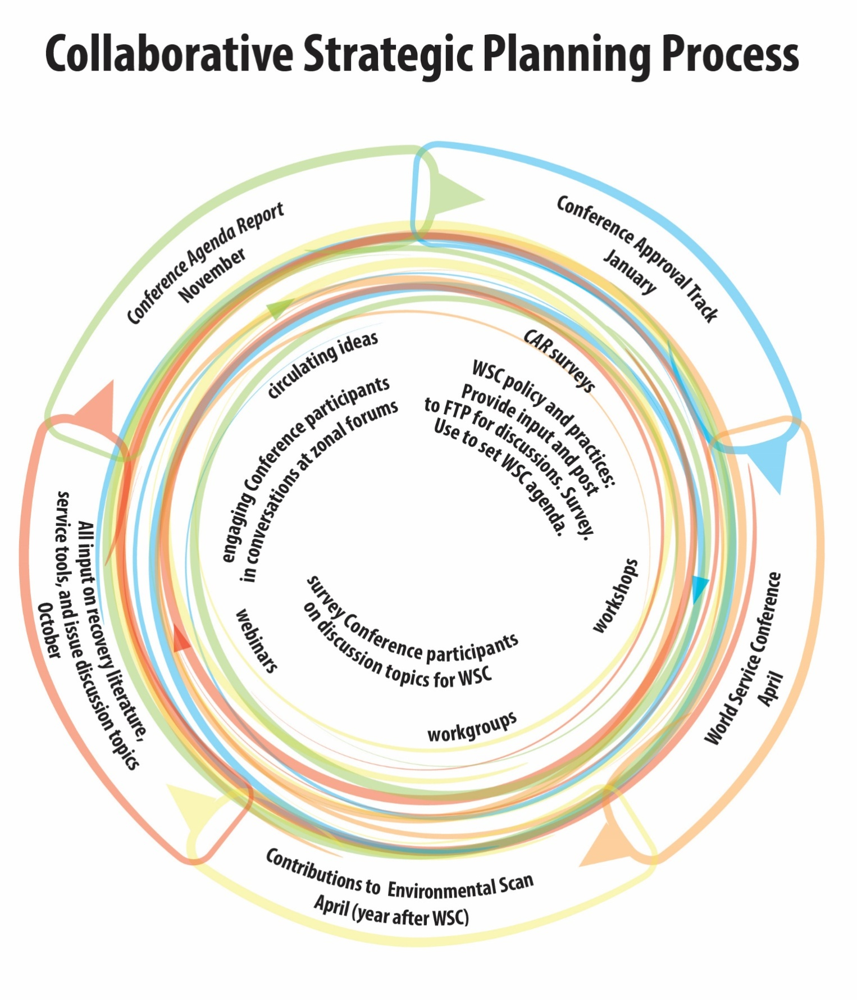 Collaborative Strategic Planning Process
Conference Agenda Report
November
Conference Approval Track
January
World Service Conference
April
Contributions to Environmental Scan
April (year after WSC)
All input on recovery literature,
service tools, and issue discussion topics
October
circulating ideas
engaging Conference participants
in conversations at zonal forums
CAR surveys
WSC policy and practices:
Provide input and post
to FTP for discussions. Survey.
Use to set WSC agenda.
workshops
survey Conference participants
on discussion topics for WSC
webinars
workgroups